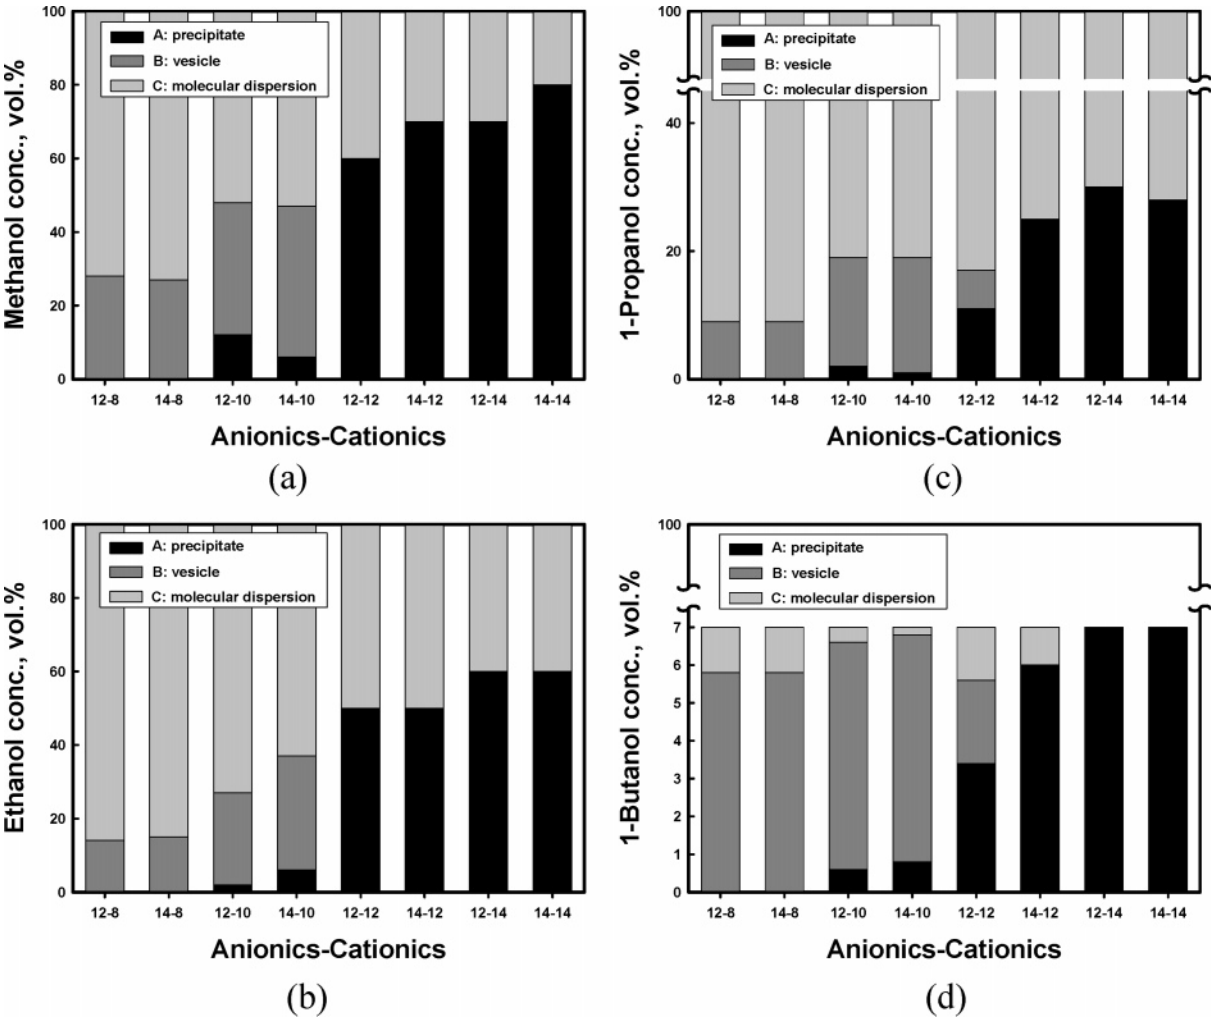 100
80
60
40
20
0
Methanol conc., vol.%
A: precipitate
B: vesicle
C: molecular dispersion
12-8 14-8 12-10 14-10 12-12 14-12 12-14 14-14
Anionics-Cationics
(a)
100
40
20
0
1-Propanol conc., vol.%
A: precipitate
B: vesicle
C: molecular dispersion
12-8 14-8 12-10 14-10 12-12 14-12 12-14 14-14
Anionics-Cationics
(c)
100
80
60
40
20
0
Ethanol conc., vol.%
A: precipitate
B: vesicle
C: molecular dispersion
12-8 14-8 12-10 14-10 12-12 14-12 12-14 14-14
Anionics-Cationics
(b)
100
7
6
5
4
3
2
1
0
1-Butanol conc., vol.%
A: precipitate
B: vesicle
C: molecular dispersion
12-8 14-8 12-10 14-10 12-12 14-12 12-14 14-14
Anionics-Cationics
(d)